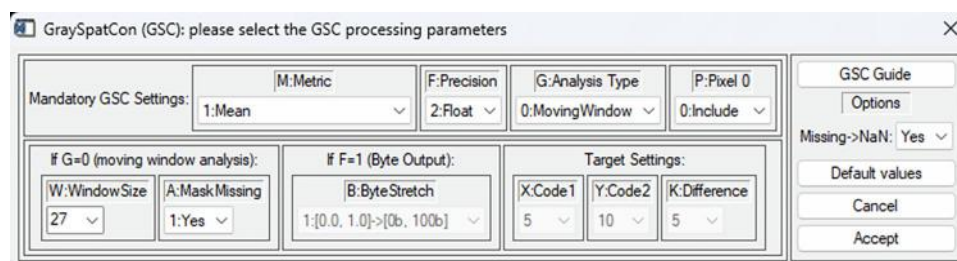 GraySpatCon (GSC): please select the GSC processing parameters
Mandatory GSC Settings:
M:Metric
1:Mean
F:Precision
2:Float
G:Analysis Type
0:MovingWindow
P:Pixel 0
0:Include
GSC Guide
Options
Missing->NaN: Yes
Default values
Cancel
Accept
If G=0 (moving window analysis):
W:WindowSize
27
A:MaskMissing
1:Yes
If F=1 (Byte Output):
B:ByteStretch
1:[0.0, 1.0]->[0b, 100b]
Target Settings:
X:Code1
5
Y:Code2
10
K:Difference
5